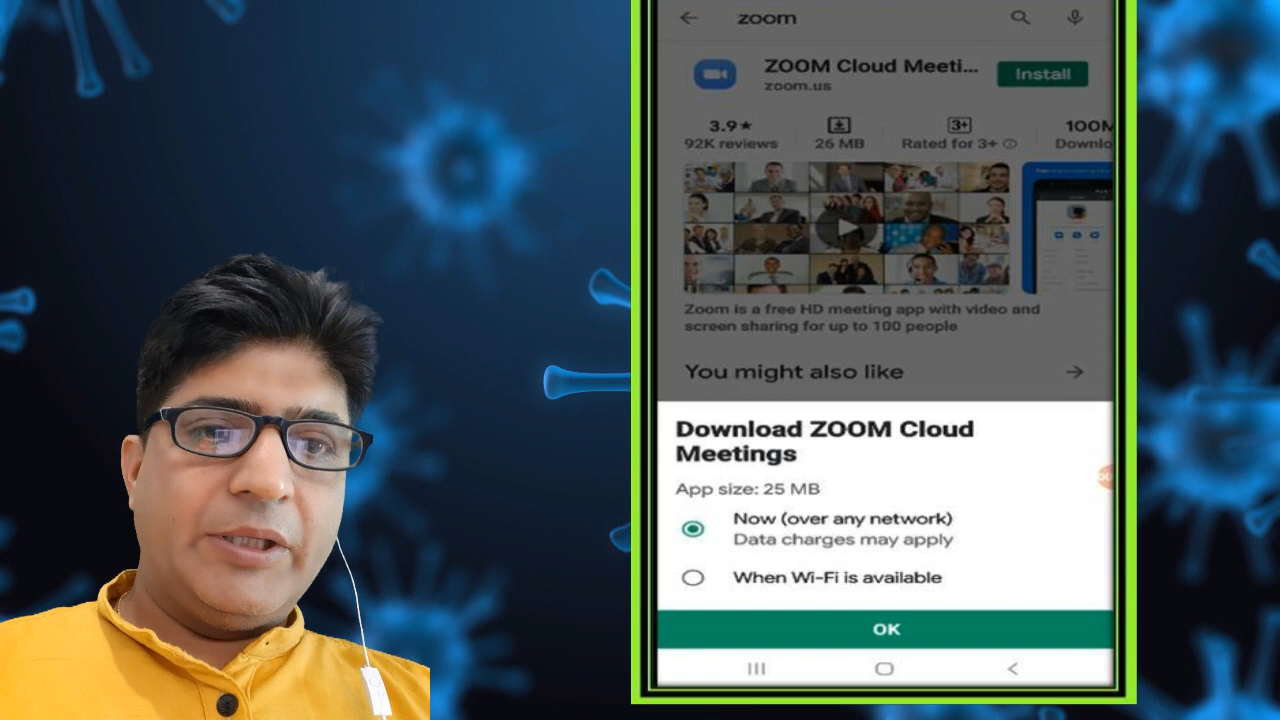 zoom
ZOOM Cloud Meeti...
zoom.us
Install
3.9★
92K reviews
26 MB
3+
Rated for 3+
100M
Downlo
Zoom is a free HD meeting app with video and
screen sharing for up to 100 people
You might also like
Download ZOOM Cloud
Meetings
App size: 25 MB
Now (over any network)
Data charges may apply
When Wi-Fi is available
OK